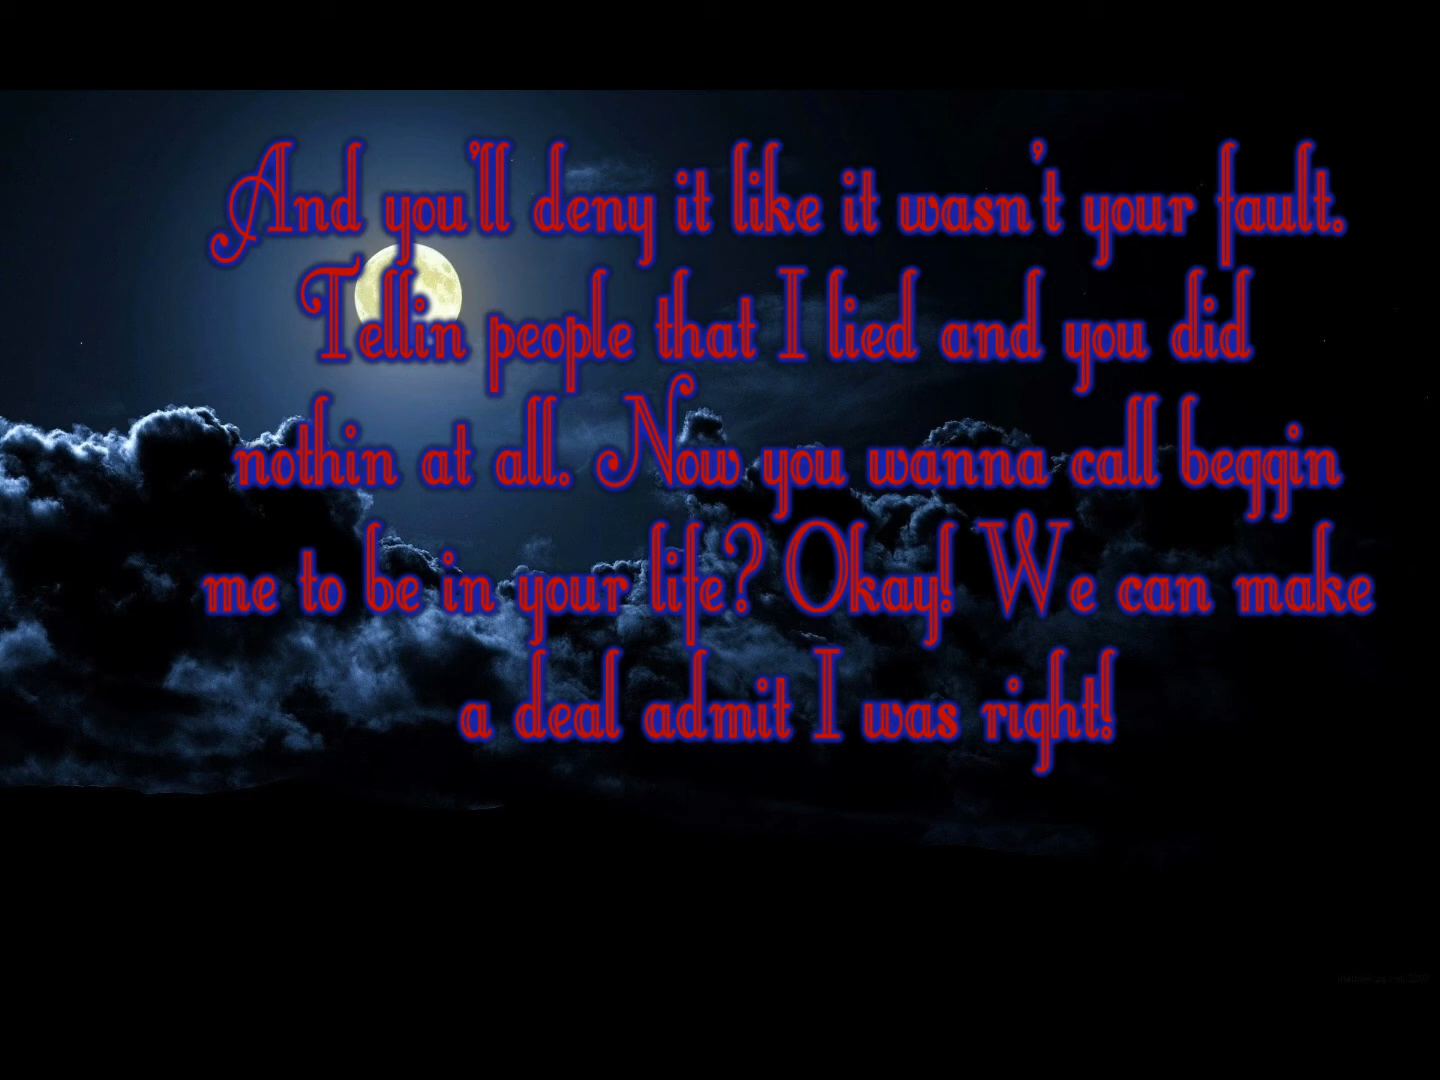 And you'll deny it like it wasn't your fault.
Tellin people that I lied and you did
nothin at all. Now you wanna call beggin
me to be in your life? Okay! We can make
a deal admit I was right!